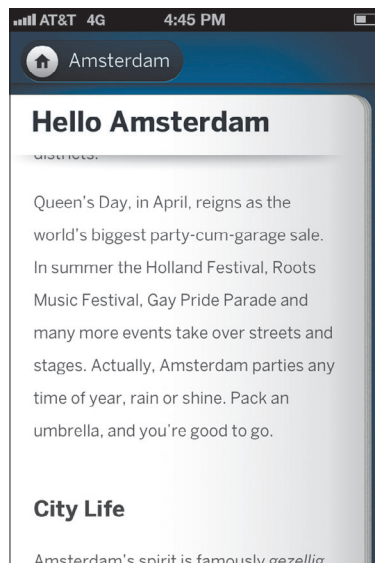 AT&T 4G 4:45 PM
Amsterdam
Hello Amsterdam
districts.
Queen's Day, in April, reigns as the
world's biggest party-cum-garage sale.
In summer the Holland Festival, Roots
Music Festival, Gay Pride Parade and
many more events take over streets and
stages. Actually, Amsterdam parties any
time of year, rain or shine. Pack an
umbrella, and you're good to go.
City Life
Amsterdam's spirit is famously gezellig